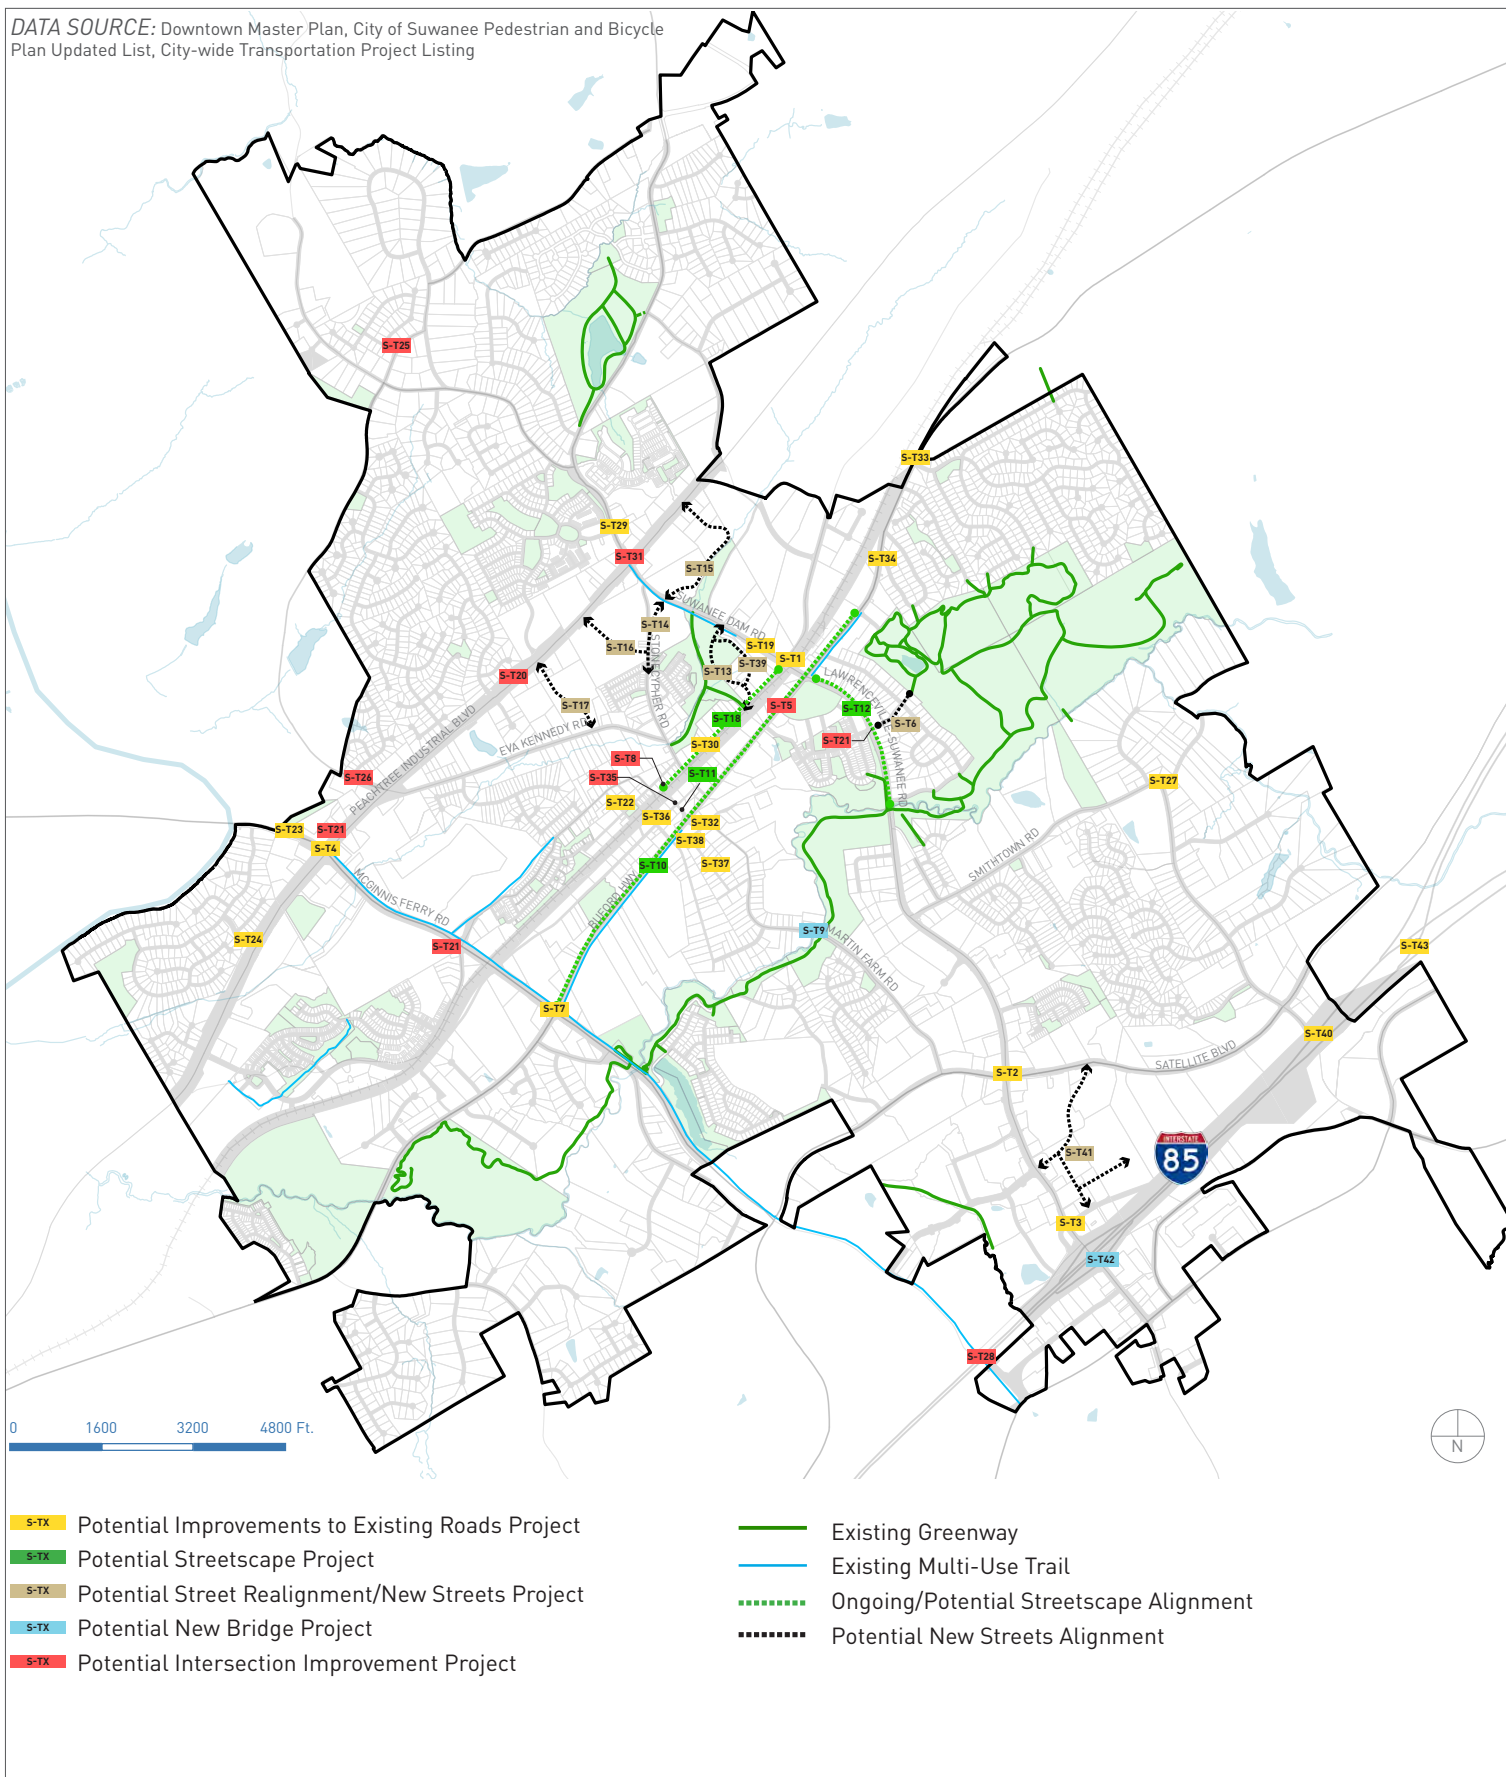 DATA SOURCE: Downtown Master Plan, City of Suwanee Pedestrian and Bicycle
Plan Updated List, City-wide Transportation Project Listing
S-T25
S-T33
S-T29
S-T31
S-T34
S-T15
SUWANEE DAM RD
S-T14
S-T16
STONECYPHER RD
S-T19
S-T1
S-T39
S-T13
S-T20
S-T17
LAWRENCEVILLE-SUWANEE RD
S-T5
S-T12
S-T6
S-T18
S-T21
EVA KENNEDY RD
PEACHTREE INDUSTRIAL BLVD
S-T30
S-T8
S-T11
S-T35
S-T26
S-T27
S-T22
S-T36
S-T32
S-T23
S-T21
S-T38
S-T4
S-T10
S-T37
SMITHTOWN RD
MCGINNIS FERRY RD
BUFORD HWY
S-T24
S-T21
S-T9
MARTIN FARM RD
S-T43
S-T7
S-T40
SATELLITE BLVD
S-T2
S-T41
INTERSTATE
85
S-T3
S-T42
S-T28
0 1600 3200 4800 Ft.
N
S-TX Potential Improvements to Existing Roads Project
S-TX Potential Streetscape Project
S-TX Potential Street Realignment/New Streets Project
S-TX Potential New Bridge Project
S-TX Potential Intersection Improvement Project
Existing Greenway
Existing Multi-Use Trail
Ongoing/Potential Streetscape Alignment
Potential New Streets Alignment